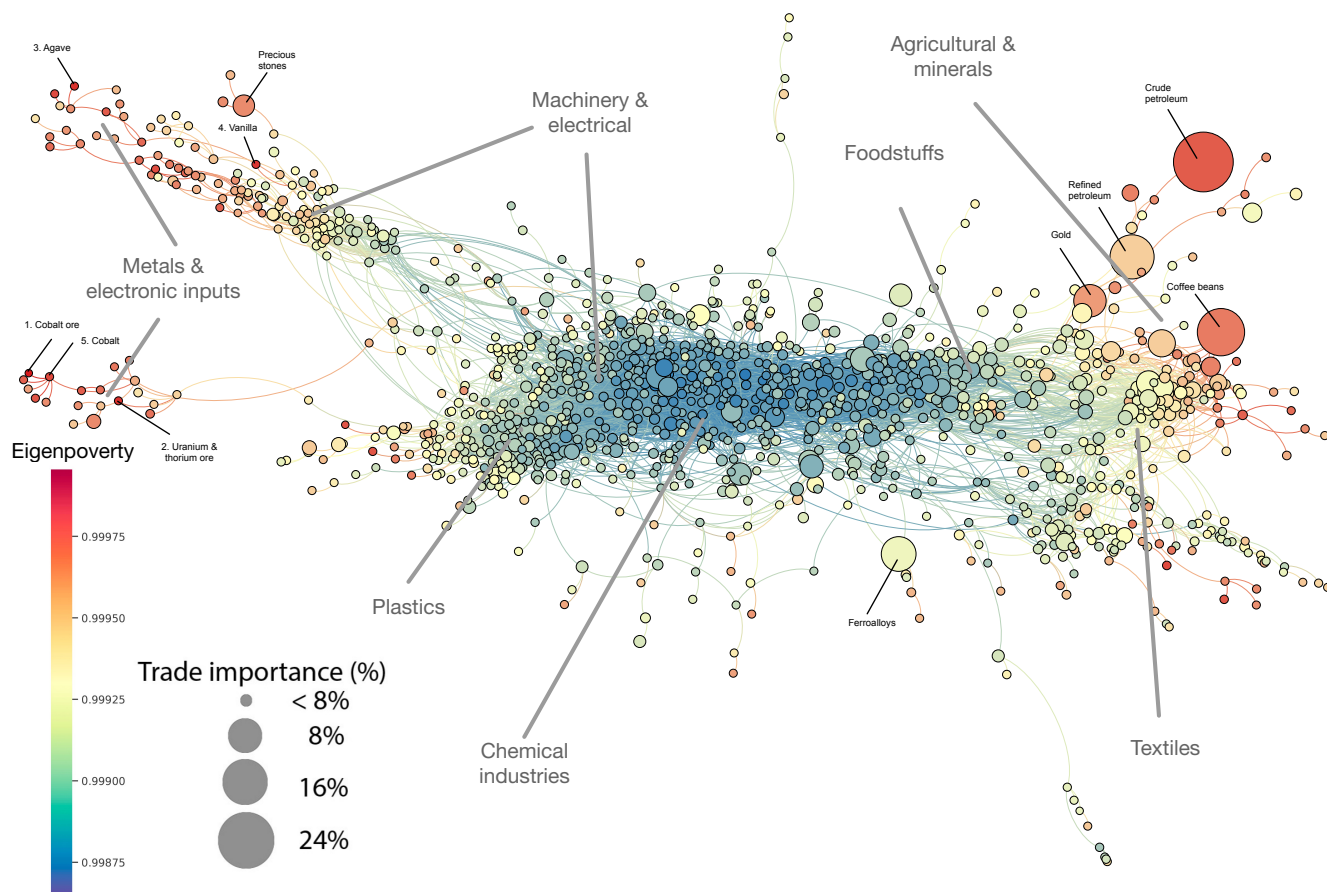 3. Agave
Precious
stones
4. Vanilla
Machinery &
electrical
Agricultural &
minerals
Foodstuffs
Crude
petroleum
Refined
petroleum
Gold
Coffee beans
Metals &
electronic inputs
1. Cobalt ore
5. Cobalt
2. Uranium &
thorium ore
Eigenpoverty
0.99975
0.99950
0.99925
0.99900
0.99875
Plastics
Ferroalloys
Trade importance (%)
< 8%
8%
16%
24%
Chemical
industries
Textiles